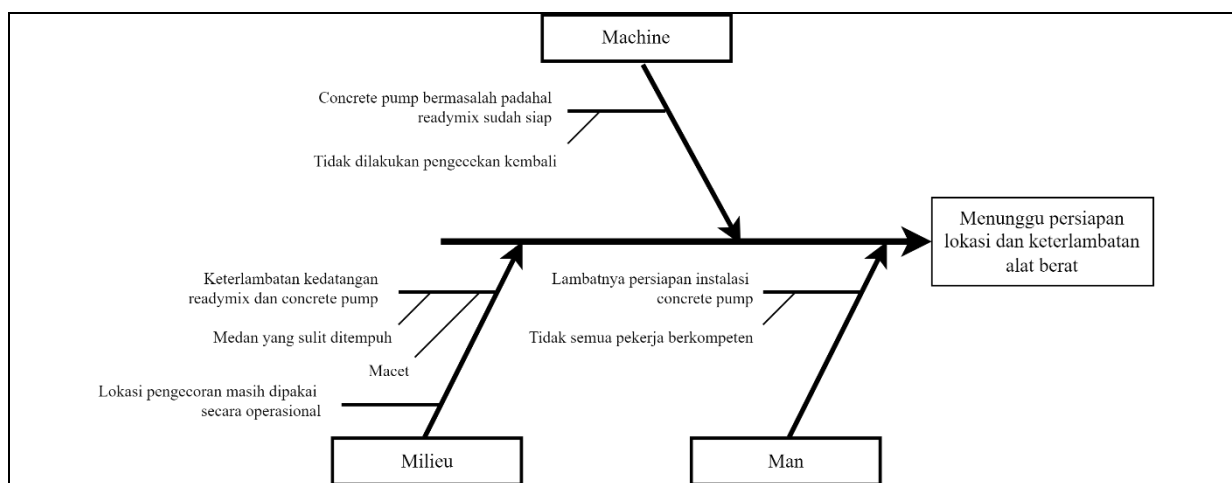 Machine
Concrete pump bermasalah padahal
readymix sudah siap
Tidak dilakukan pengecekan kembali
Menunggu persiapan
lokasi dan keterlambatan
alat berat
Keterlambatan kedatangan
readymix dan concrete pump
Medan yang sulit ditempuh
Macet
Lokasi pengecoran masih dipakai
secara operasional
Lambatnya persiapan instalasi
concrete pump
Tidak semua pekerja berkompeten
Milieu
Man